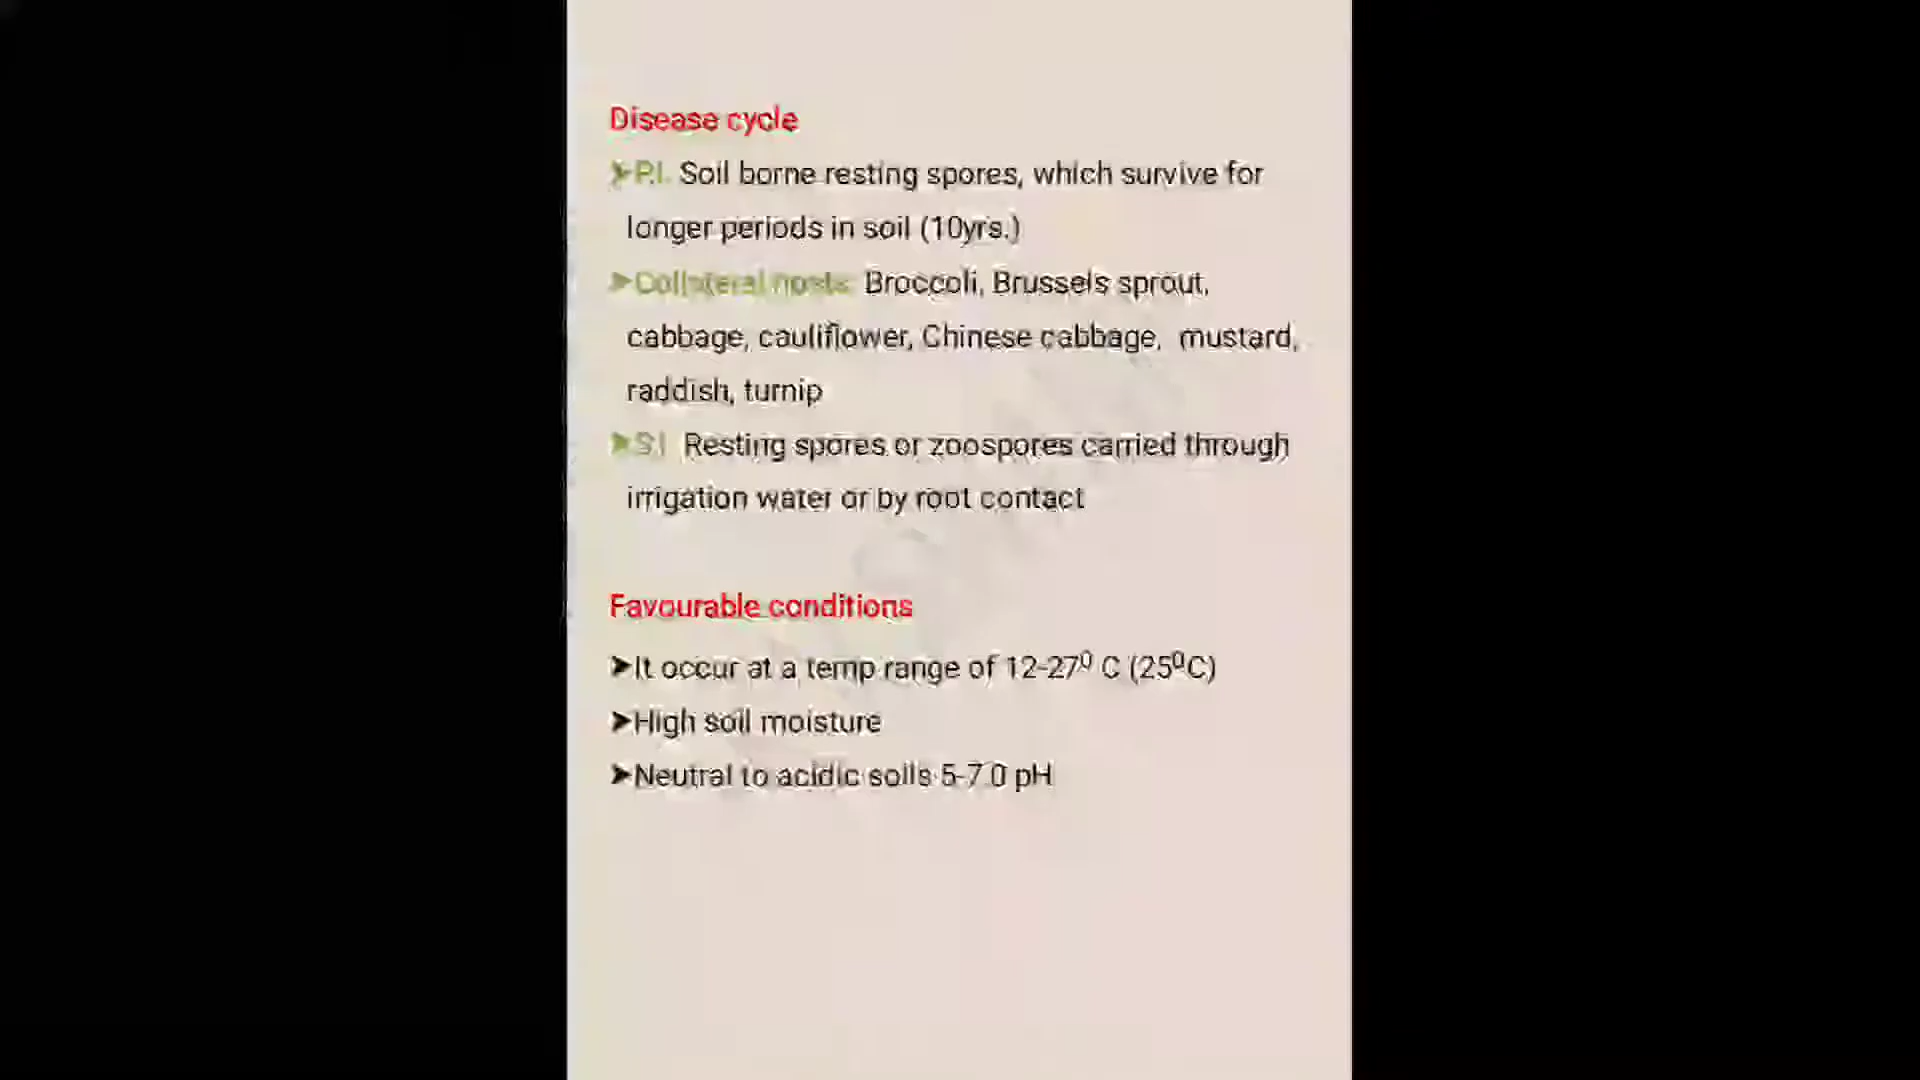 Disease cycle
➤P.I. Soil borne resting spores, which survive for
longer periods in soil (10yrs.)
➤Collateral hosts: Broccoli, Brussels sprout,
cabbage, cauliflower, Chinese cabbage, mustard,
raddish, turnip
➤S.I. Resting spores or zoospores carried through
irrigation water or by root contact
Favourable conditions
➤It occur at a temp range of 12-27⁰ C (25⁰C)
➤High soil moisture
➤Neutral to acidic soils 5-7.0 pH